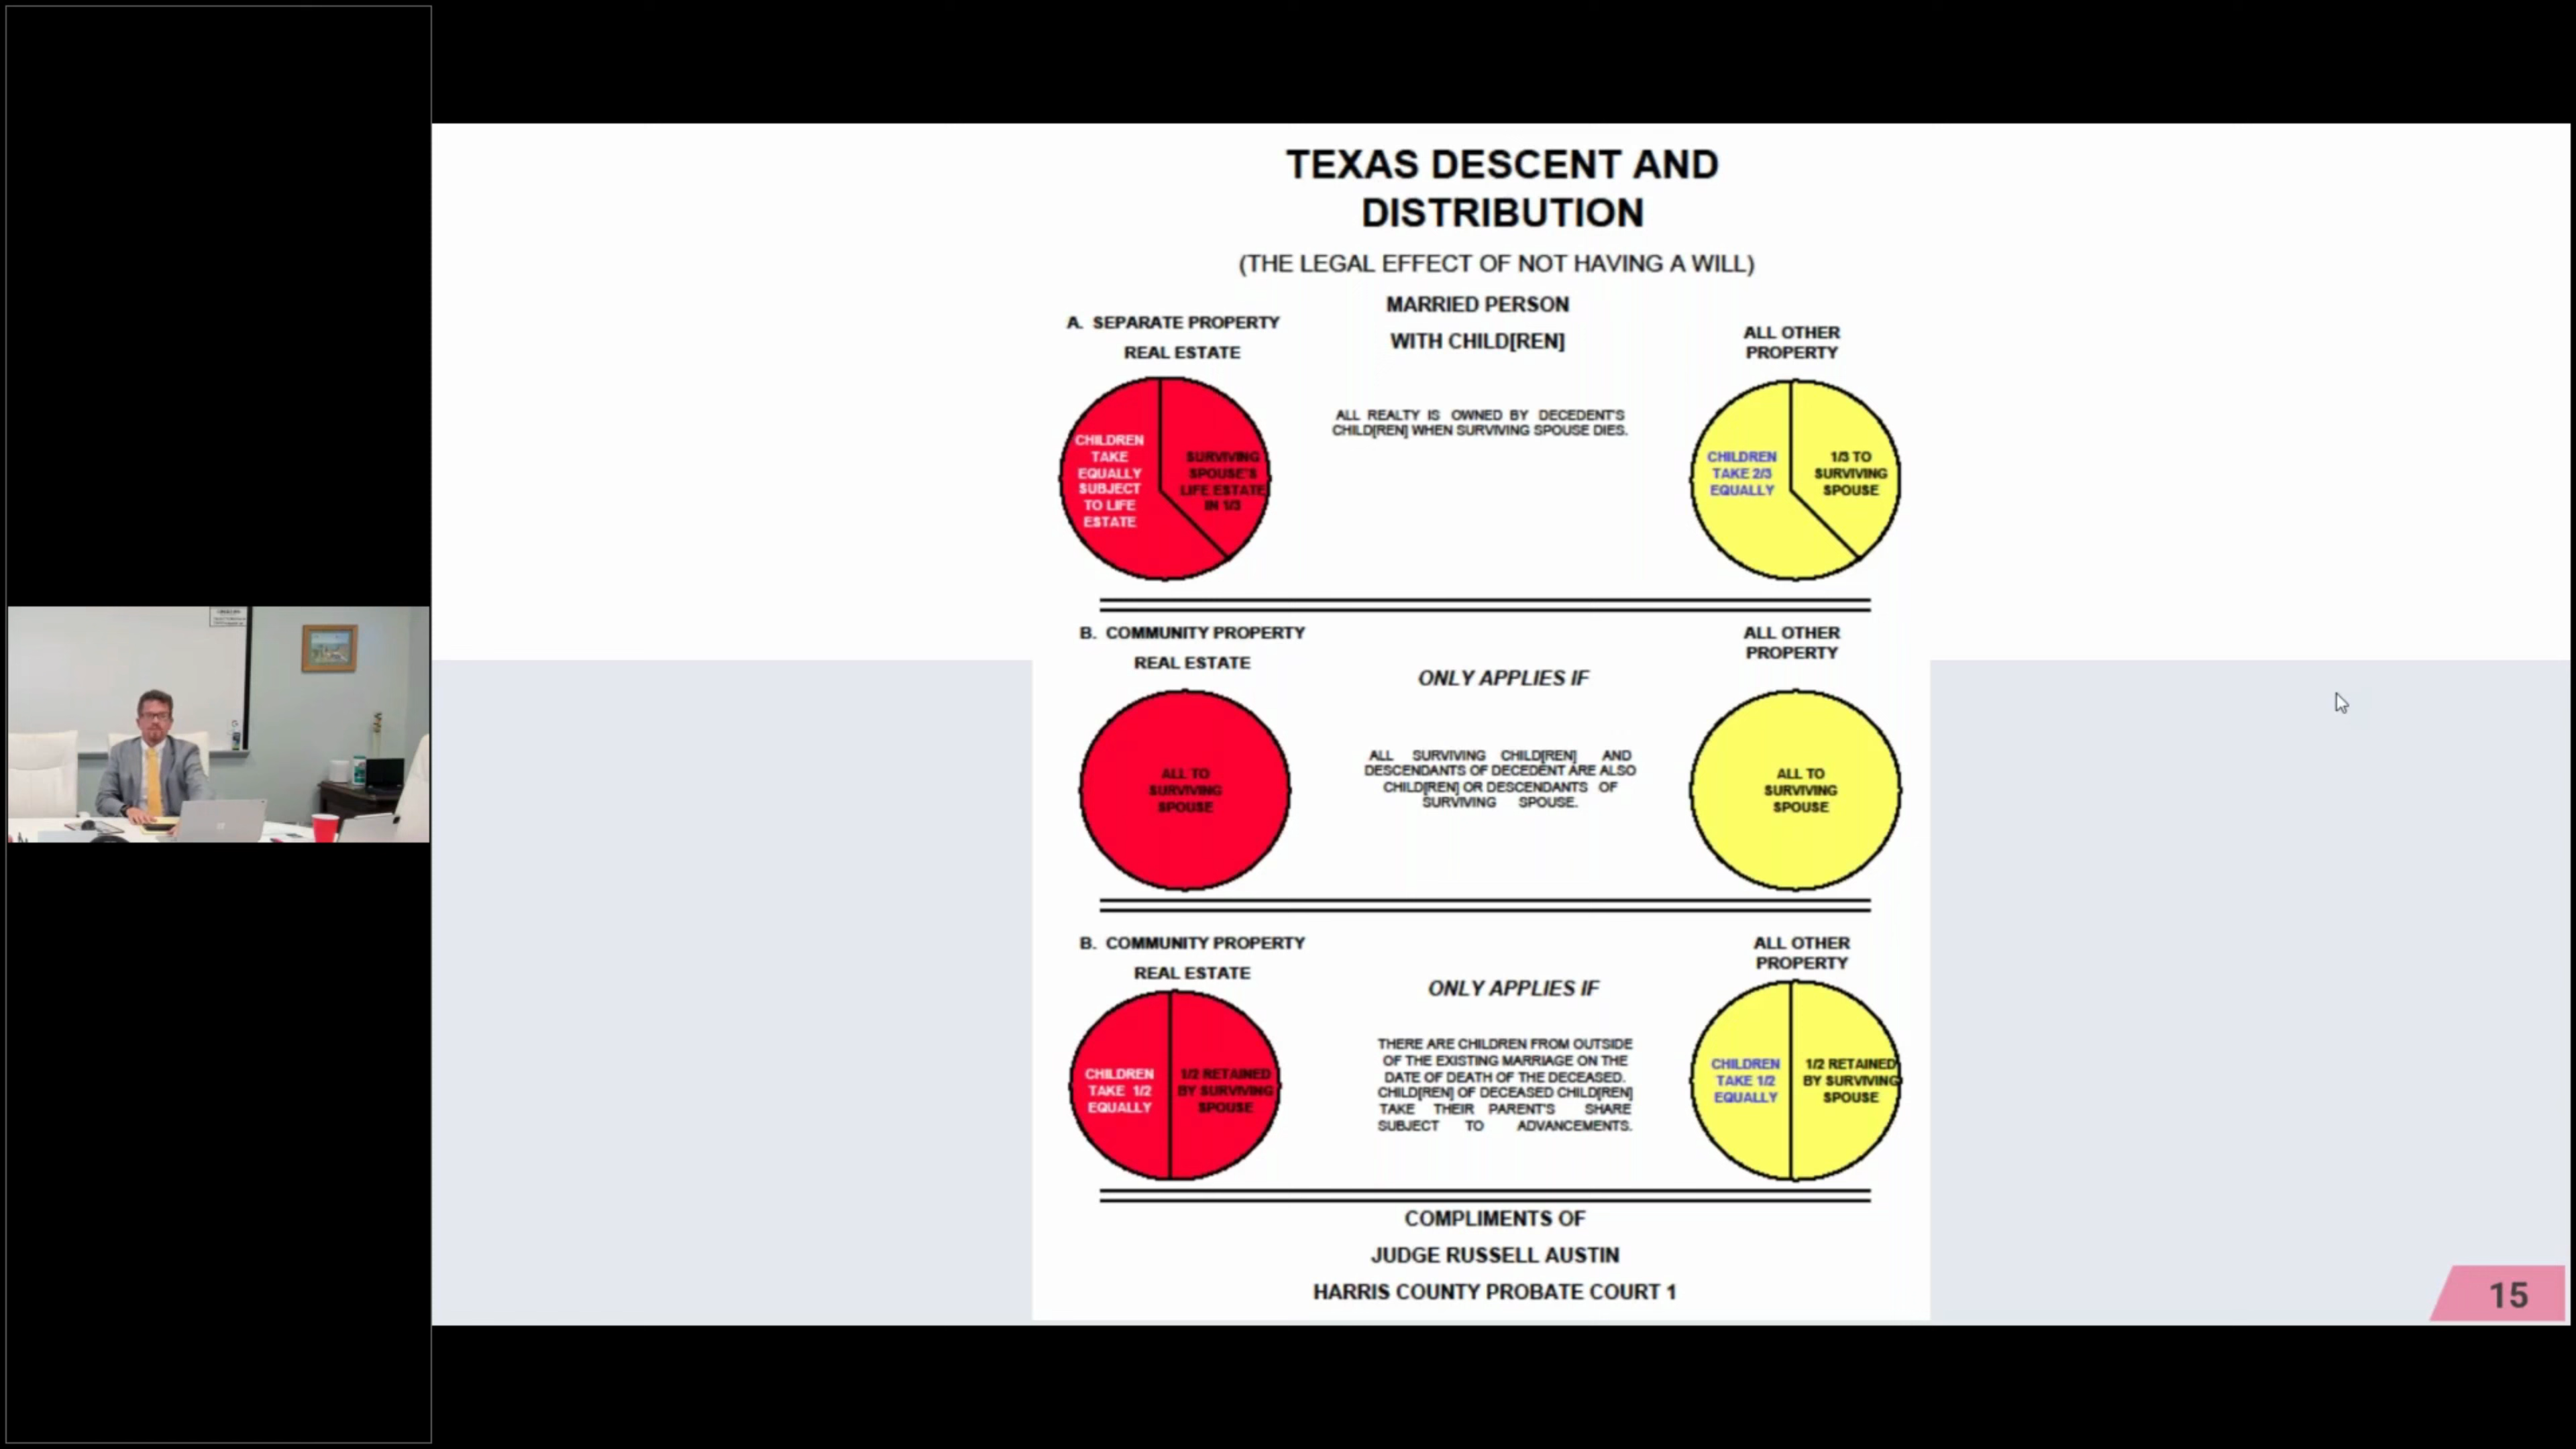 TEXAS DESCENT AND
DISTRIBUTION
(THE LEGAL EFFECT OF NOT HAVING A WILL)
MARRIED PERSON
WITH CHILD[REN]
A. SEPARATE PROPERTY
REAL ESTATE
ALL OTHER
PROPERTY
CHILDREN
TAKE
EQUALLY
SUBJECT
TO LIFE
ESTATE
SURVIVING
SPOUSE'S
LIFE ESTATE
IN 1/3
ALL REALTY IS OWNED BY DECEDENT'S
CHILD[REN] WHEN SURVIVING SPOUSE DIES.
CHILDREN
TAKE 2/3
EQUALLY
1/3 TO
SURVIVING
SPOUSE
B. COMMUNITY PROPERTY
REAL ESTATE
ONLY APPLIES IF
ALL OTHER
PROPERTY
ALL TO
SURVIVING
SPOUSE
ALL SURVIVING CHILD[REN] AND
DESCENDANTS OF DECEDENT ARE ALSO
CHILD[REN] OR DESCENDANTS OF
SURVIVING SPOUSE.
ALL TO
SURVIVING
SPOUSE
B. COMMUNITY PROPERTY
REAL ESTATE
ONLY APPLIES IF
ALL OTHER
PROPERTY
CHILDREN
TAKE 1/2
EQUALLY
1/2 RETAINED
BY SURVIVING
SPOUSE
THERE ARE CHILDREN FROM OUTSIDE
OF THE EXISTING MARRIAGE ON THE
DATE OF DEATH OF THE DECEASED.
CHILD[REN] OF DECEASED CHILD[REN]
TAKE THEIR PARENT'S SHARE
SUBJECT TO ADVANCEMENTS.
CHILDREN
TAKE 1/2
EQUALLY
1/2 RETAINED
BY SURVIVING
SPOUSE
COMPLIMENTS OF
JUDGE RUSSELL AUSTIN
HARRIS COUNTY PROBATE COURT 1
15